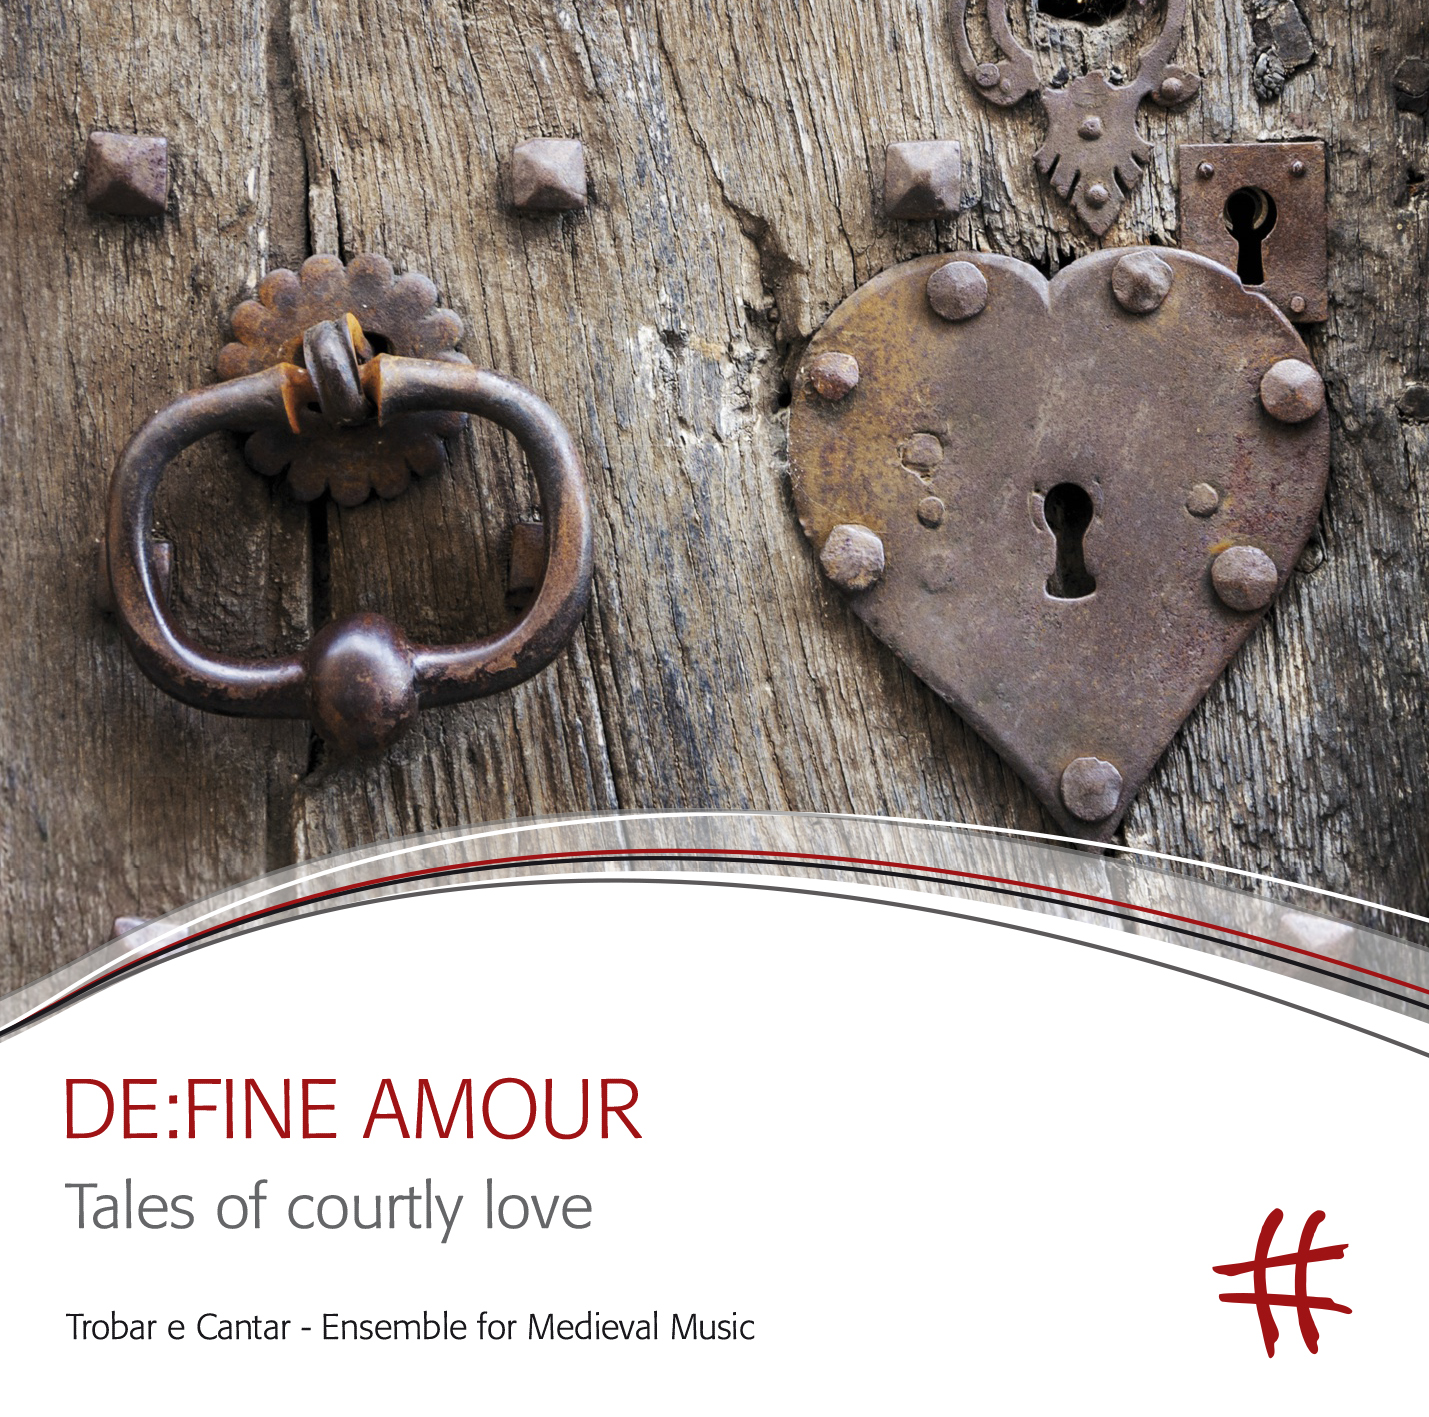 DE:FINE AMOUR
Tales of courtly love
Trobar e Cantar - Ensemble for Medieval Music